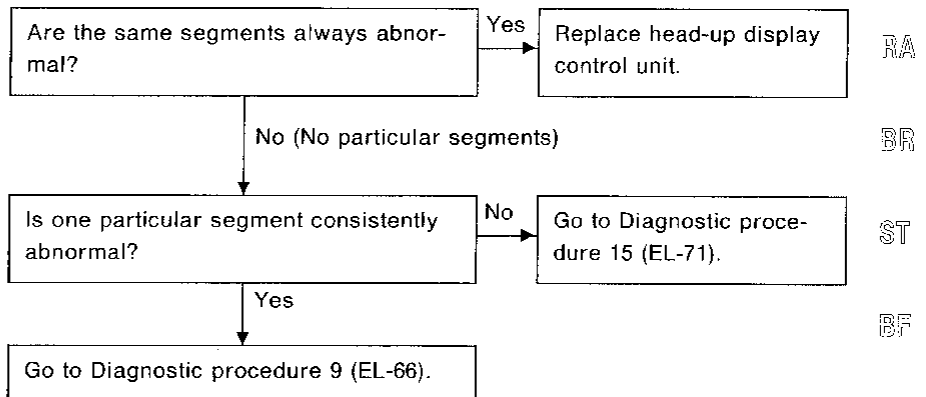 Are the same segments always abnor-
mal?
Yes
Replace head-up display
control unit.
RA
No (No particular segments)
BR
Is one particular segment consistently
abnormal?
No
Go to Diagnostic proce-
dure 15 (EL-71).
ST
Yes
BF
Go to Diagnostic procedure 9 (EL-66).